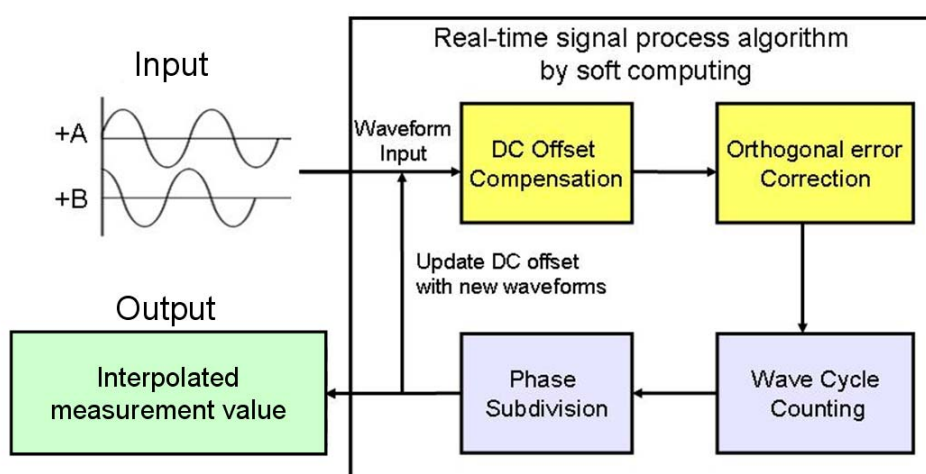 Real-time signal process algorithm
by soft computing
Input
+A
+B
Waveform
Input
DC Offset
Compensation
Orthogonal error
Correction
Update DC offset
with new waveforms
Output
Interpolated
measurement value
Phase
Subdivision
Wave Cycle
Counting